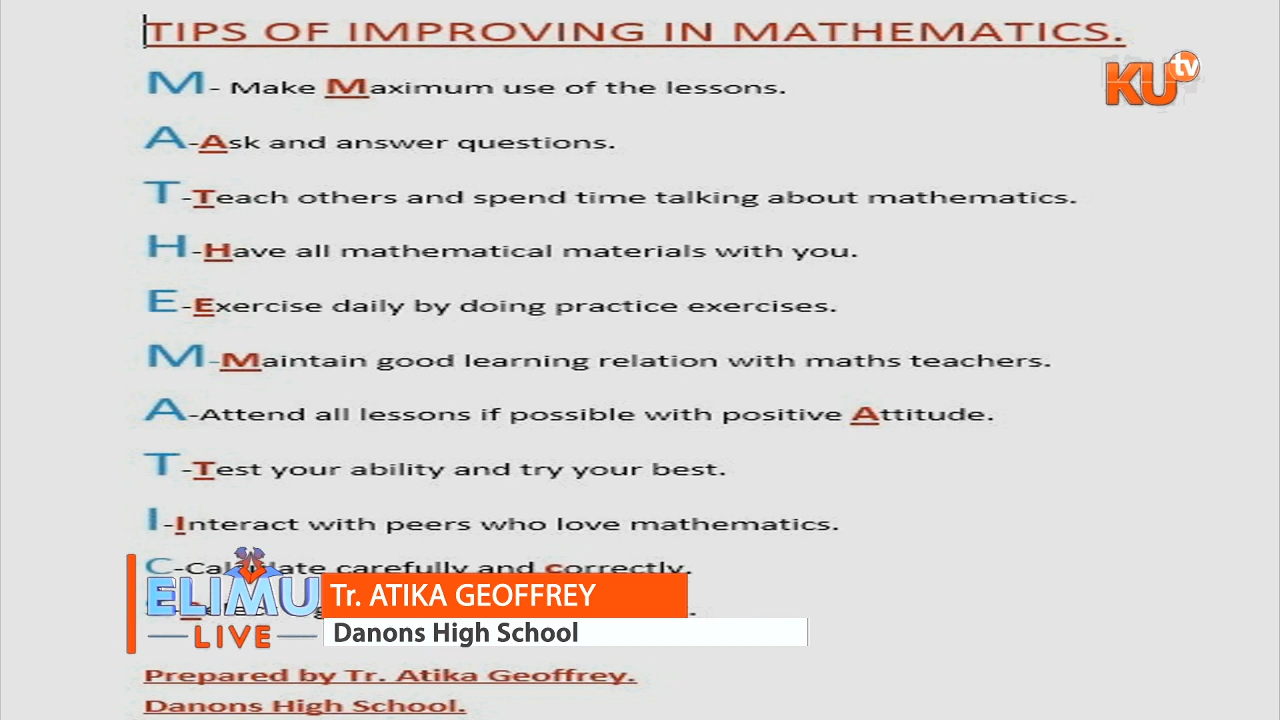 TIPS OF IMPROVING IN MATHEMATICS.
KU tv
M- Make Maximum use of the lessons.
A-Ask and answer questions.
T-Teach others and spend time talking about mathematics.
H-Have all mathematical materials with you.
E-Exercise daily by doing practice exercises.
M-Maintain good learning relation with maths teachers.
A-Attend all lessons if possible with positive Attitude.
T-Test your ability and try your best.
I-Interact with peers who love mathematics.
C-Calculate carefully and correctly.
ELIMU
LIVE
Tr. ATIKA GEOFFREY
Danons High School
Prepared by Tr. Atika Geoffrey.
Danons High School.